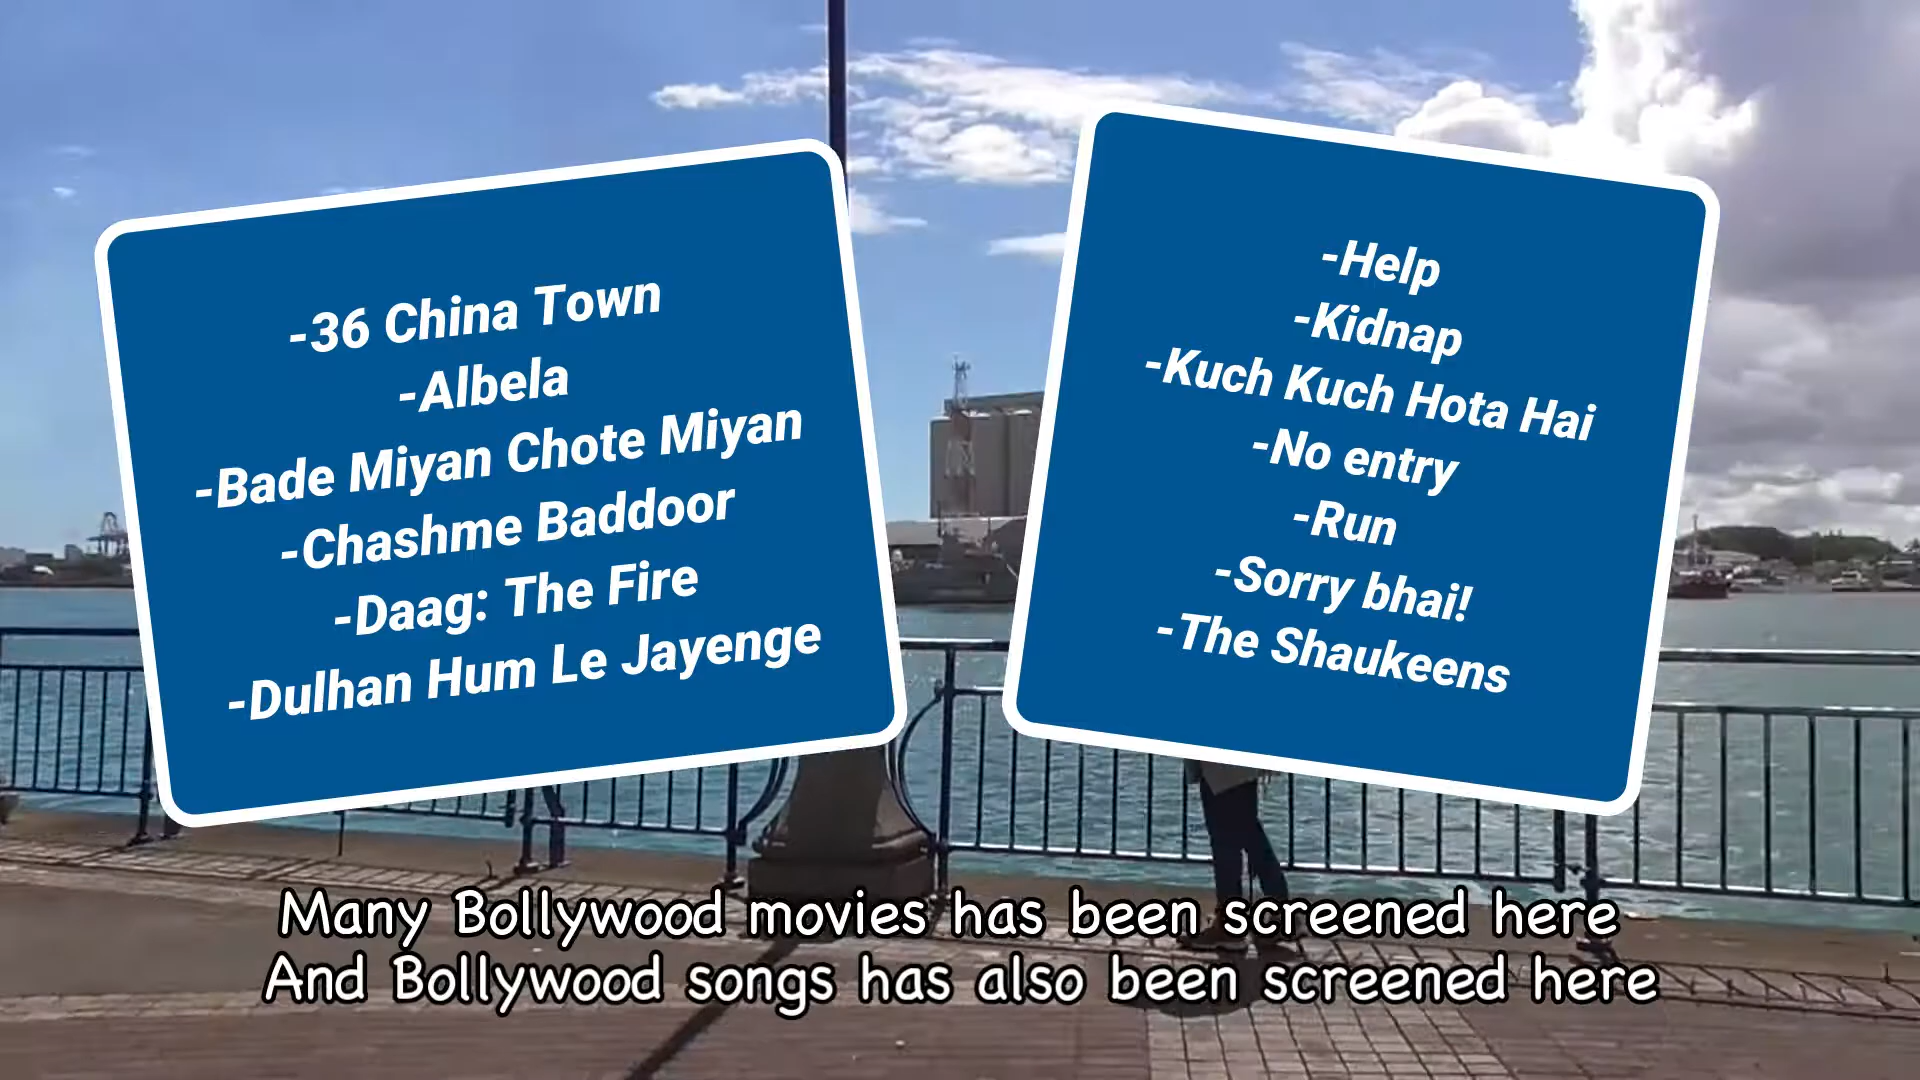 -36 China Town
-Albela
-Bade Miyan Chote Miyan
-Chashme Baddoor
-Daag: The Fire
-Dulhan Hum Le Jayenge
-Help
-Kidnap
-Kuch Kuch Hota Hai
-No entry
-Run
-Sorry bhai!
-The Shaukeens
Many Bollywood movies has been screened here
And Bollywood songs has also been screened here